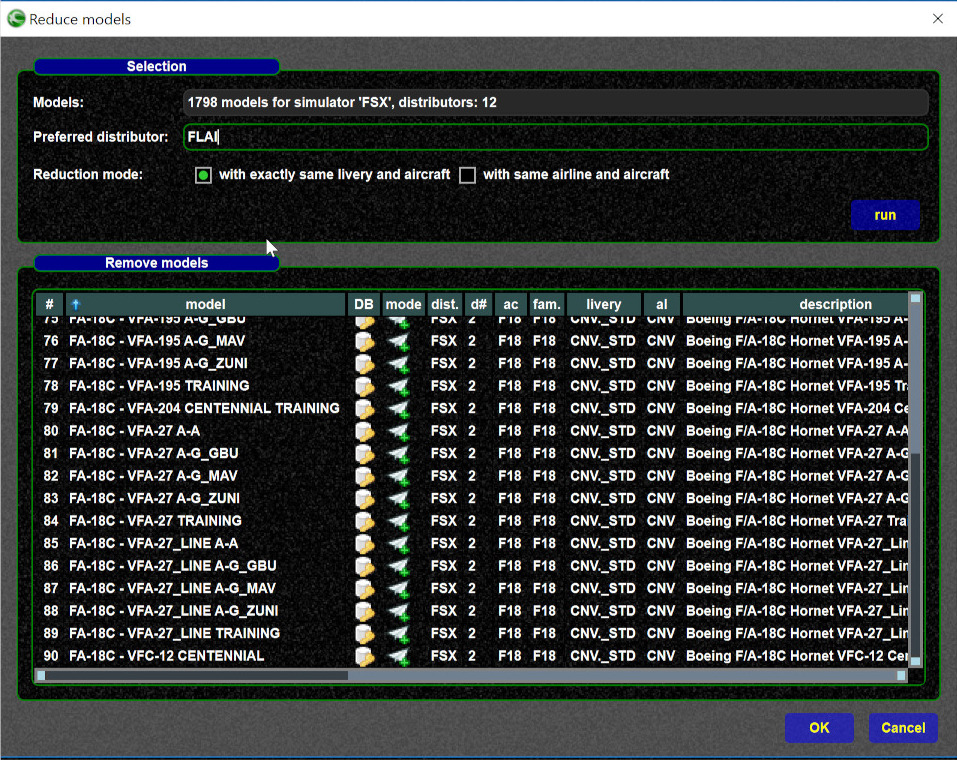 Reduce models
Selection
Models: 1798 models for simulator 'FSX', distributors: 12
Preferred distributor: FLAI
Reduction mode: with exactly same livery and aircraft with same airline and aircraft
run
Remove models
# model DB mode dist. d# ac fam. livery al description
75 FA-18C - VFA-195 A-G_GBU FSX 2 F18 F18 CNV._STD CNV Boeing F/A-18C Hornet VFA-195 A-
76 FA-18C - VFA-195 A-G_MAV FSX 2 F18 F18 CNV._STD CNV Boeing F/A-18C Hornet VFA-195 A-
77 FA-18C - VFA-195 A-G_ZUNI FSX 2 F18 F18 CNV._STD CNV Boeing F/A-18C Hornet VFA-195 A-
78 FA-18C - VFA-195 TRAINING FSX 2 F18 F18 CNV._STD CNV Boeing F/A-18C Hornet VFA-195 Tr
79 FA-18C - VFA-204 CENTENNIAL TRAINING FSX 2 F18 F18 CNV._STD CNV Boeing F/A-18C Hornet VFA-204 Ce
80 FA-18C - VFA-27 A-A FSX 2 F18 F18 CNV._STD CNV Boeing F/A-18C Hornet VFA-27 A-A
81 FA-18C - VFA-27 A-G_GBU FSX 2 F18 F18 CNV._STD CNV Boeing F/A-18C Hornet VFA-27 A-G
82 FA-18C - VFA-27 A-G_MAV FSX 2 F18 F18 CNV._STD CNV Boeing F/A-18C Hornet VFA-27 A-G
83 FA-18C - VFA-27 A-G_ZUNI FSX 2 F18 F18 CNV._STD CNV Boeing F/A-18C Hornet VFA-27 A-G
84 FA-18C - VFA-27 TRAINING FSX 2 F18 F18 CNV._STD CNV Boeing F/A-18C Hornet VFA-27 Tra
85 FA-18C - VFA-27_LINE A-A FSX 2 F18 F18 CNV._STD CNV Boeing F/A-18C Hornet VFA-27_Lin
86 FA-18C - VFA-27_LINE A-G_GBU FSX 2 F18 F18 CNV._STD CNV Boeing F/A-18C Hornet VFA-27_Lin
87 FA-18C - VFA-27_LINE A-G_MAV FSX 2 F18 F18 CNV._STD CNV Boeing F/A-18C Hornet VFA-27_Lin
88 FA-18C - VFA-27_LINE A-G_ZUNI FSX 2 F18 F18 CNV._STD CNV Boeing F/A-18C Hornet VFA-27_Lin
89 FA-18C - VFA-27_LINE TRAINING FSX 2 F18 F18 CNV._STD CNV Boeing F/A-18C Hornet VFA-27_Lin
90 FA-18C - VFC-12 CENTENNIAL FSX 2 F18 F18 CNV._STD CNV Boeing F/A-18C Hornet VFC-12 Cer
OK Cancel